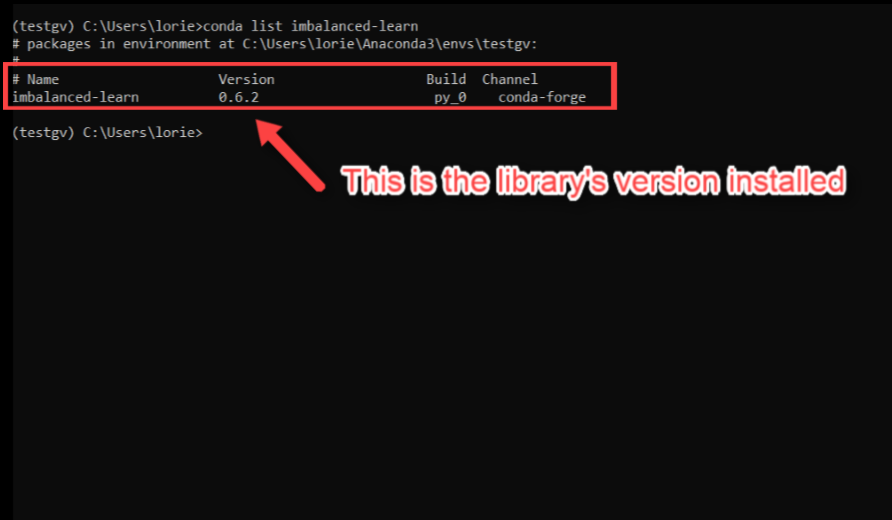 (testgv) C:\Users\lorie>conda list imbalanced-learn
# packages in environment at C:\Users\lorie\Anaconda3\envs\testgv:
#
# Name Version Build Channel
imbalanced-learn 0.6.2 py_0 conda-forge
(testgv) C:\Users\lorie>
This is the library's version installed